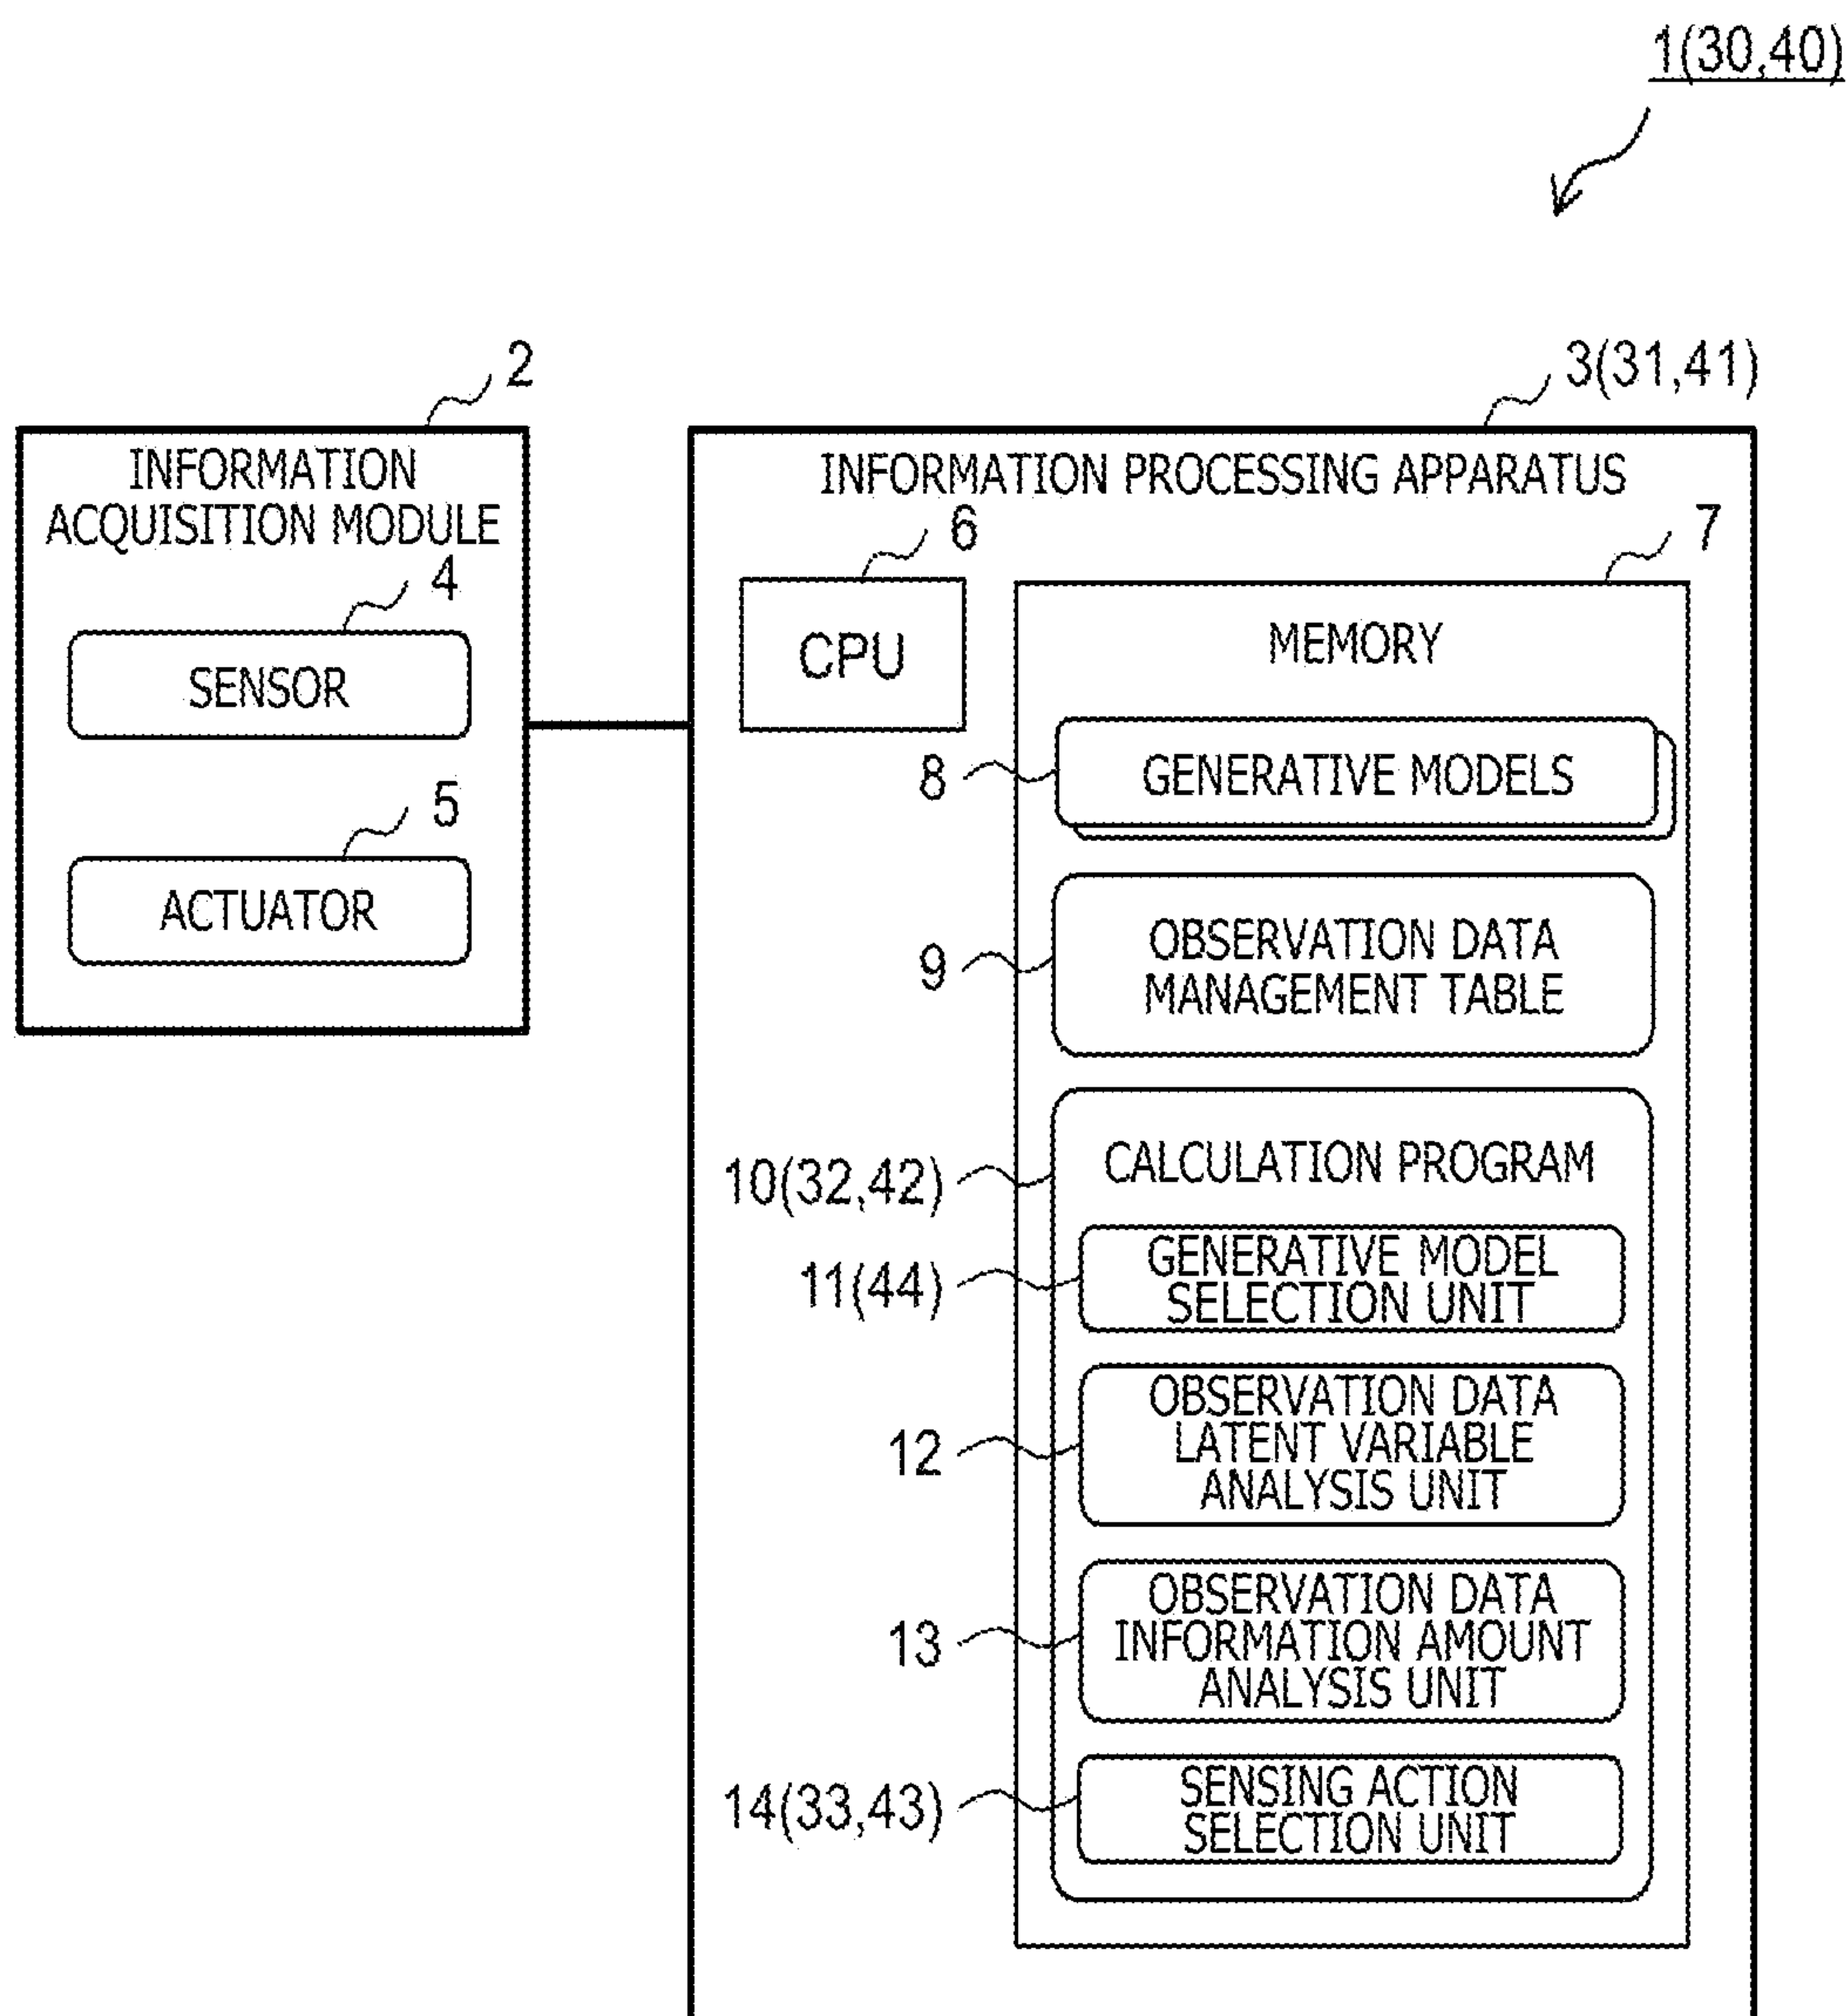 1(30,40)
2
3(31,41)
INFORMATION
ACQUISITION MODULE
4
SENSOR
5
ACTUATOR
INFORMATION PROCESSING APPARATUS
6
CPU
7
MEMORY
8
GENERATIVE MODELS
9
OBSERVATION DATA
MANAGEMENT TABLE
10(32,42)
CALCULATION PROGRAM
11(44)
GENERATIVE MODEL
SELECTION UNIT
12
OBSERVATION DATA
LATENT VARIABLE
ANALYSIS UNIT
13
OBSERVATION DATA
INFORMATION AMOUNT
ANALYSIS UNIT
14(33,43)
SENSING ACTION
SELECTION UNIT